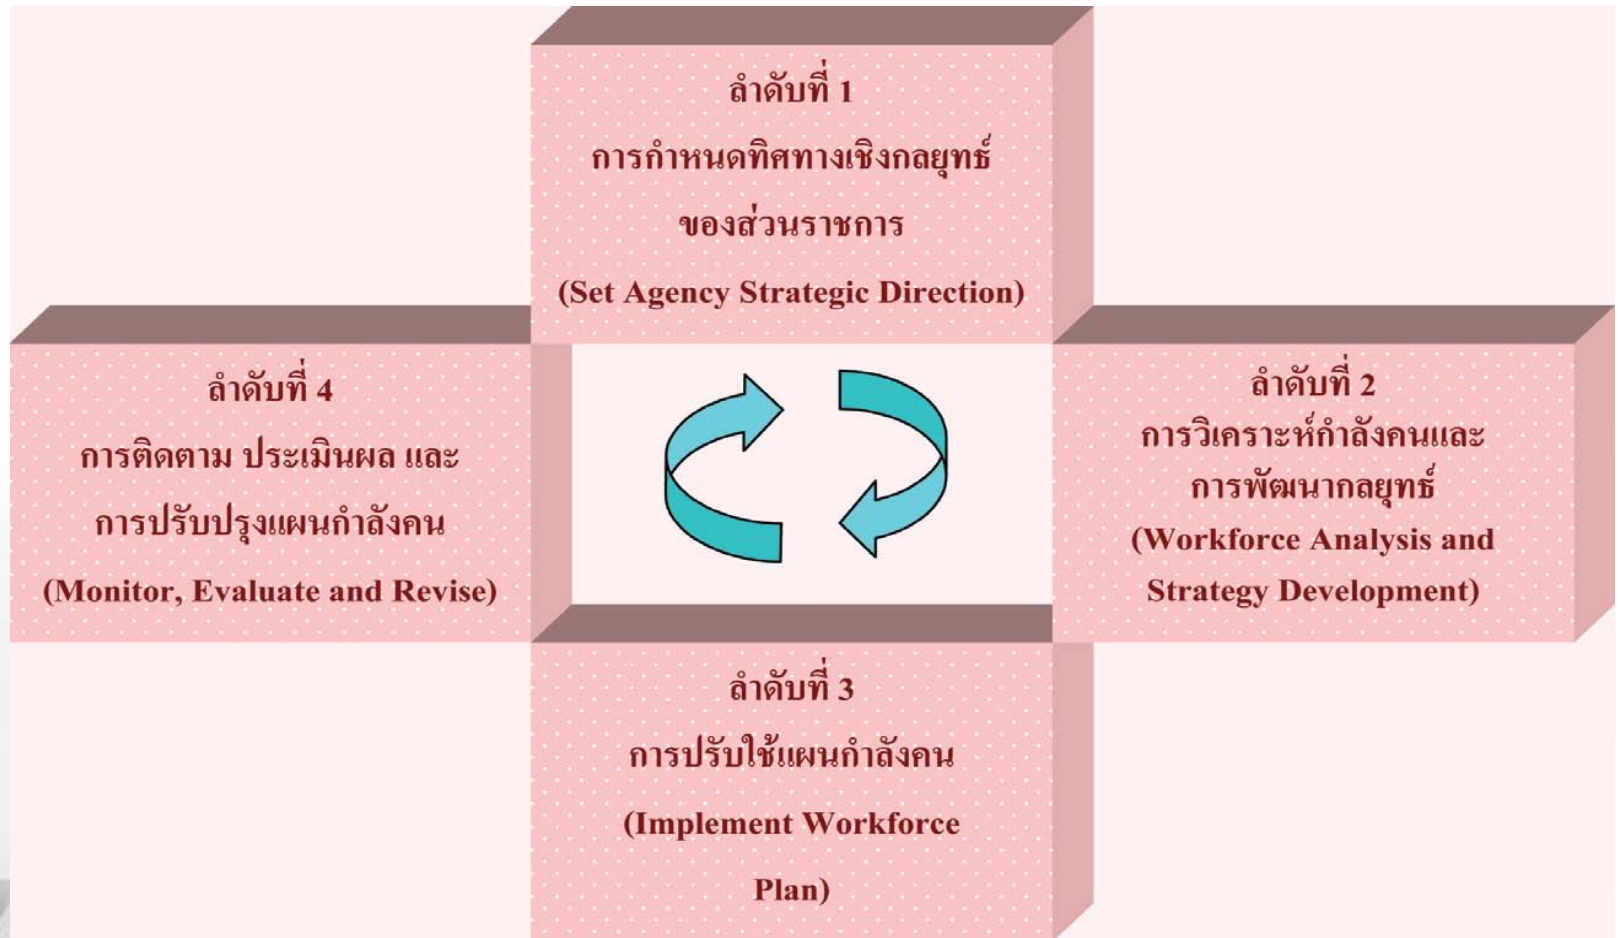 ลำดับที่ 1
การกำหนดทิศทางเชิงกลยุทธ์
ของส่วนราชการ
(Set Agency Strategic Direction)
ลำดับที่ 2
การวิเคราะห์กำลังคนและ
การพัฒนากลยุทธ์
(Workforce Analysis and
Strategy Development)
ลำดับที่ 3
การปรับใช้แผนกำลังคน
(Implement Workforce
Plan)
ลำดับที่ 4
การติดตาม ประเมินผล และ
การปรับปรุงแผนกำลังคน
(Monitor, Evaluate and Revise)